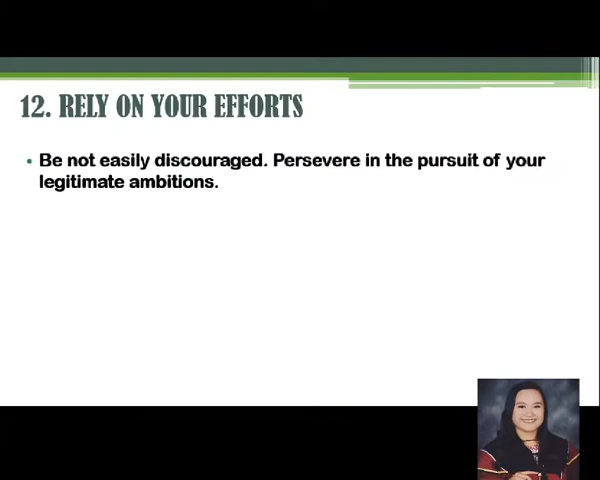 12. RELY ON YOUR EFFORTS
• Be not easily discouraged. Persevere in the pursuit of your
legitimate ambitions.